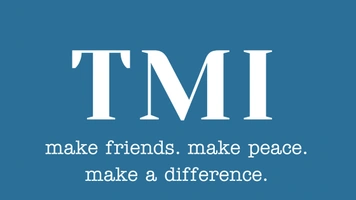 TMI
make friends. make peace.
make a difference.